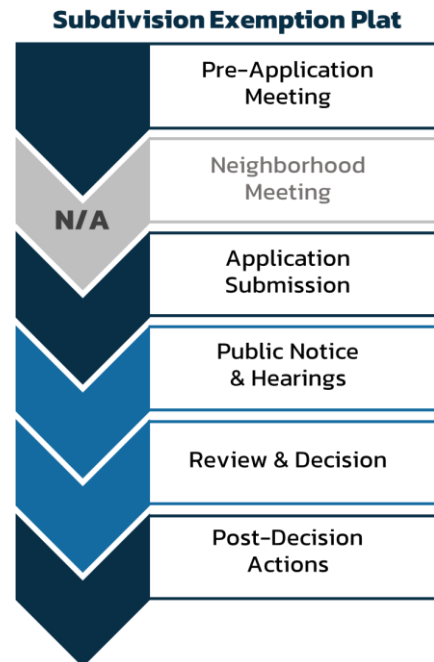 Subdivision Exemption Plat
Pre-Application
Meeting
Neighborhood
Meeting
N/A
Application
Submission
Public Notice
& Hearings
Review & Decision
Post-Decision
Actions